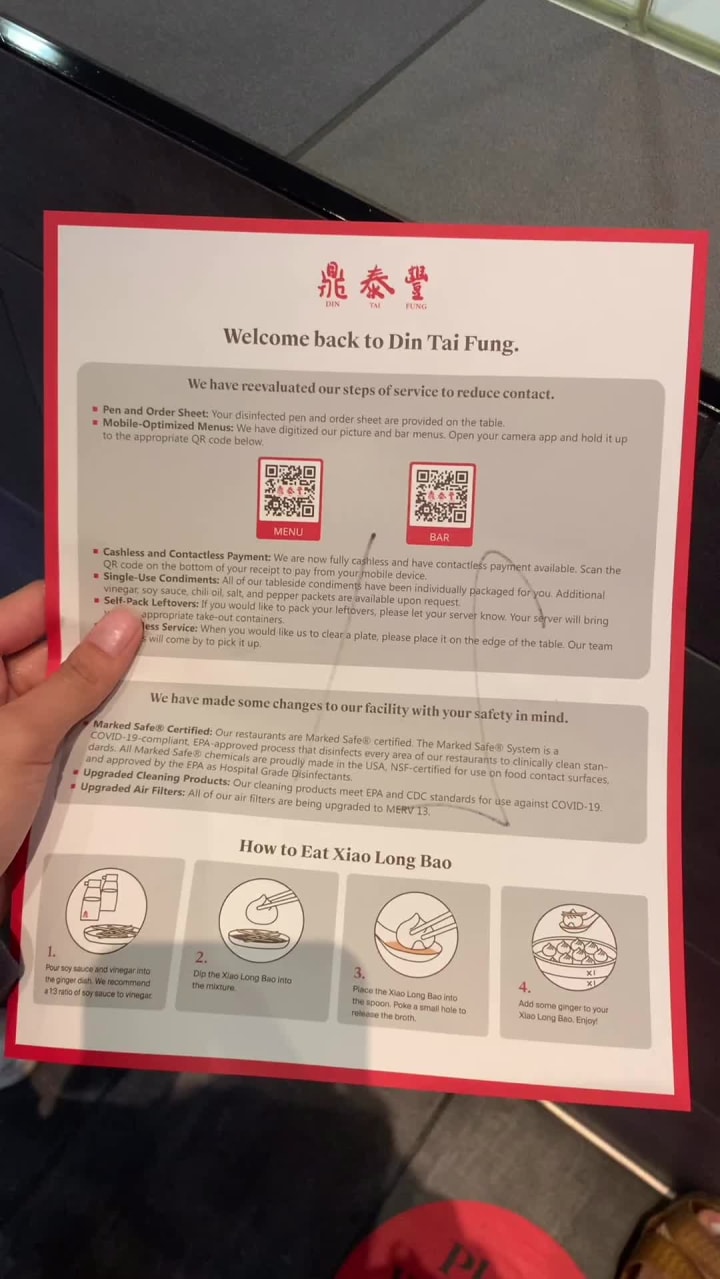 鼎泰豐
DIN TAI FUNG
Welcome back to Din Tai Fung.
We have reevaluated our steps of service to reduce contact.
Pen and Order Sheet: Your disinfected pen and order sheet are provided on the table.
Mobile-Optimized Menus: We have digitized our picture and bar menus. Open your camera app and hold it up
to the appropriate QR code below.
鼎泰豐
鼎泰豐
MENU
BAR
Cashless and Contactless Payment: We are now fully cashless and have contactless payment available. Scan the
QR code on the bottom of your receipt to pay from your mobile device.
Single-Use Condiments: All of our tableside condiments have been individually packaged for you. Additional
vinegar, soy sauce, chili oil, salt, and pepper packets are available upon request.
Self-Pack Leftovers: If you would like to pack your leftovers, please let your server know. Your server will bring
appropriate take-out containers.
less Service: When you would like us to clear a plate, please place it on the edge of the table. Our team
will come by to pick it up.
We have made some changes to our facility with your safety in mind.
Marked Safe® Certified: Our restaurants are Marked Safe® certified. The Marked Safe® System is a
COVID-19-compliant, EPA-approved process that disinfects every area of our restaurants to clinically clean stan-
dards. All Marked Safe® chemicals are proudly made in the USA, NSF-certified for use on food contact surfaces,
and approved by the EPA as Hospital Grade Disinfectants.
Upgraded Cleaning Products: Our cleaning products meet EPA and CDC standards for use against COVID-19.
Upgraded Air Filters: All of our air filters are being upgraded to MERV 13.
How to Eat Xiao Long Bao
1.
Pour soy sauce and vinegar into
the ginger dish. We recommend
a 1:3 ratio of soy sauce to vinegar.
2.
Dip the Xiao Long Bao into
the mixture.
3.
Place the Xiao Long Bao into
the spoon. Poke a small hole to
release the broth.
4.
Add some ginger to your
Xiao Long Bao. Enjoy!